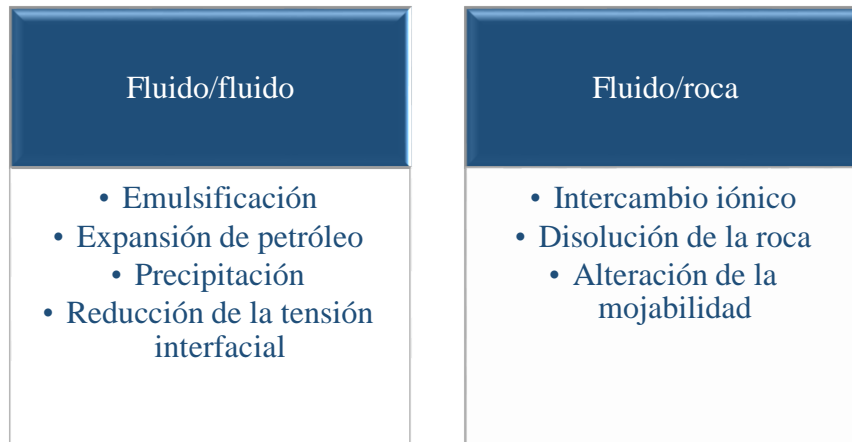 Fluido/fluido
• Emulsificación
• Expansión de petróleo
• Precipitación
• Reducción de la tensión
interfacial
Fluido/roca
• Intercambio iónico
• Disolución de la roca
• Alteración de la
mojabilidad